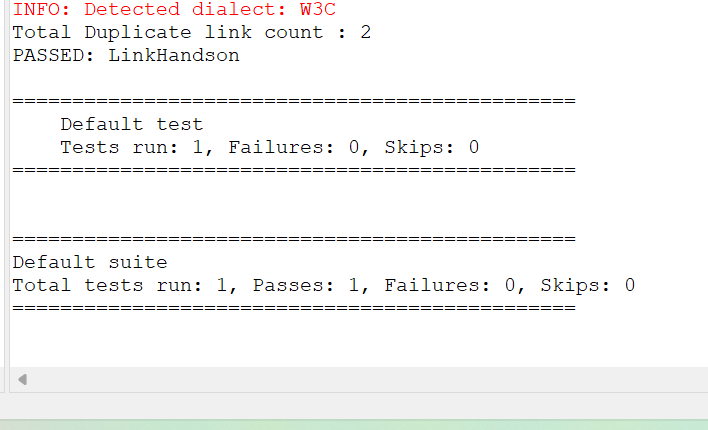 INFO: Detected dialect: W3C
Total Duplicate link count : 2
PASSED: LinkHandson
===============================================
    Default test
    Tests run: 1, Failures: 0, Skips: 0
===============================================
===============================================
Default suite
Total tests run: 1, Passes: 1, Failures: 0, Skips: 0
===============================================